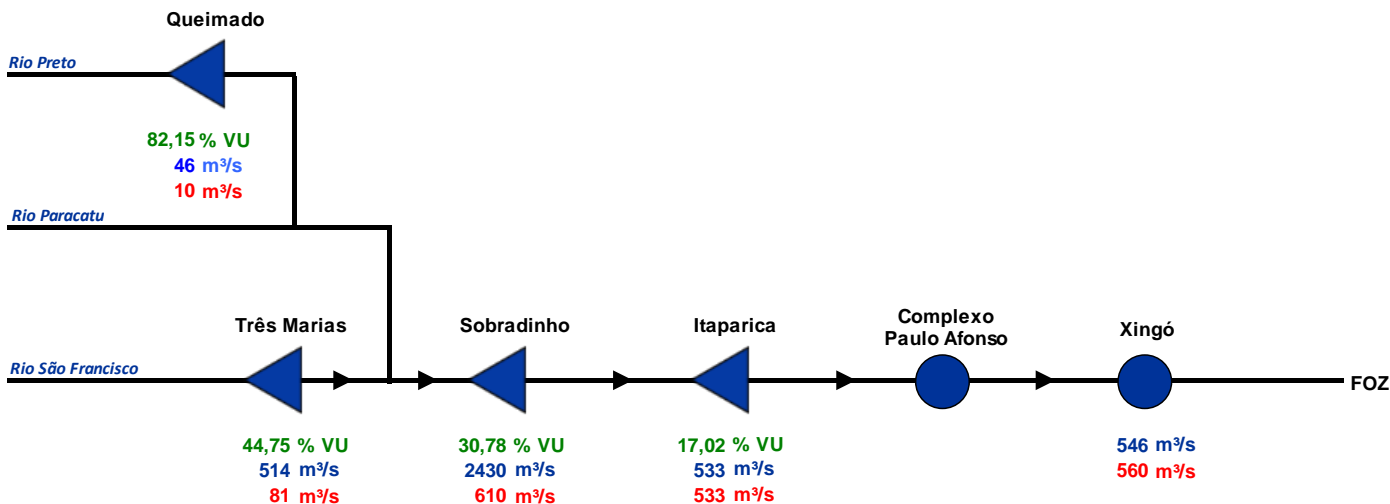 Queimado
Rio Preto
82,15 % VU
46 m³/s
10 m³/s
Rio Paracatu
Três Marias
Sobradinho
Itaparica
Complexo
Paulo Afonso
Xingó
Rio São Francisco
FOZ
44,75 % VU
514 m³/s
81 m³/s
30,78 % VU
2430 m³/s
610 m³/s
17,02 % VU
533 m³/s
533 m³/s
546 m³/s
560 m³/s